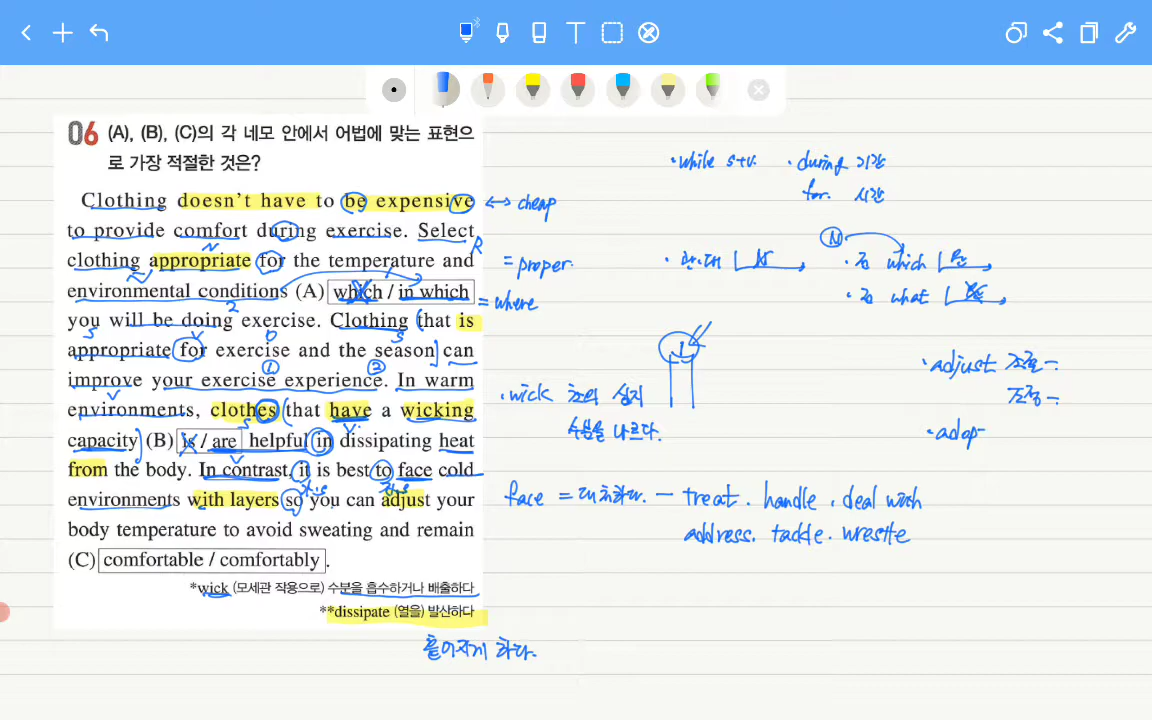 06 (A), (B), (C)의 각 네모 안에서 어법에 맞는 표현으
로 가장 적절한 것은?
Clothing doesn't have to be expensive
to provide comfort during exercise. Select
clothing appropriate for the temperature and
environmental conditions (A) which / in which
you will be doing exercise. Clothing that is
appropriate for exercise and the season can
improve your exercise experience. In warm
environments, clothes that have a wicking
capacity (B) is / are helpful in dissipating heat
from the body. In contrast, it is best to face cold
environments with layers so you can adjust your
body temperature to avoid sweating and remain
(C) comfortable / comfortably.
*wick (모세관 작용으로) 수분을 흡수하거나 배출하다
**dissipate (열을) 발산하다
흩어지게 하다.
↔ cheap
= proper.
= where
· while s+v. · during 기간
for. 시간
N
· 전+which
· 전+what
· wick 초의 심지
수분을 나르다.
· adjust 조절-
조정-
· adap
face = 대처하다. - treat. handle. deal with
address. tackle. wrestle